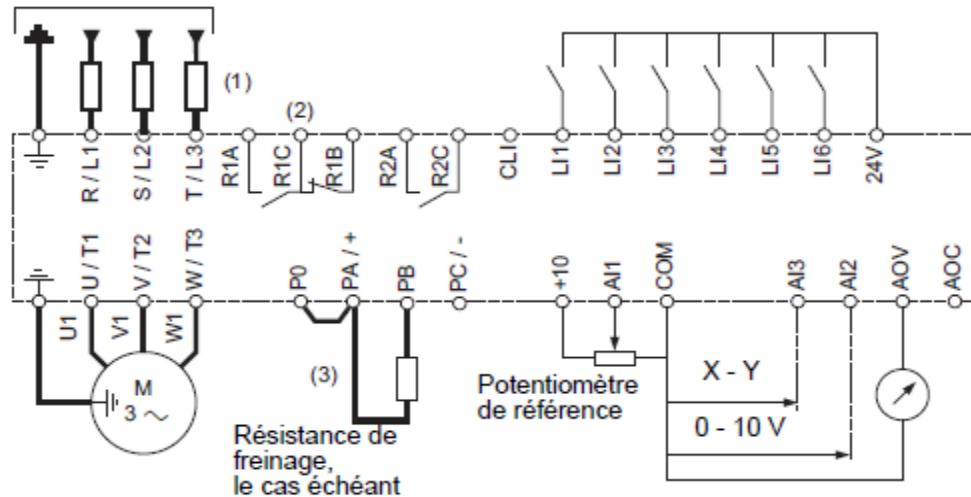 (1)
(2)
R / L1
S / L2
T / L3
R1A
R1C
R1B
R2A
R2C
CLI
LI1
LI2
LI3
LI4
LI5
LI6
24V
U / T1
V / T2
W / T3
P0
PA / +
PB
PC / -
+10
AI1
COM
AI3
AI2
AOV
AOC
U1
V1
W1
M
3 ~
(3)
Résistance de
freinage,
le cas échéant
Potentiomètre
de référence
X - Y
0 - 10 V